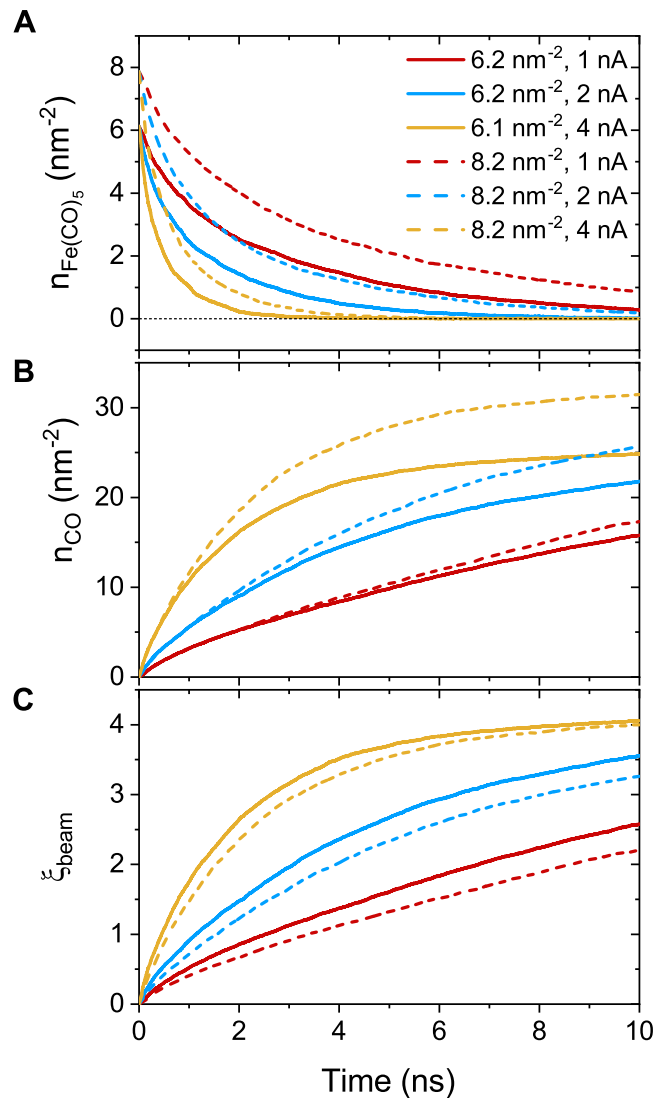 A
8
6
4
2
0
n_Fe(CO)₅ (nm⁻²)
6.2 nm⁻², 1 nA
6.2 nm⁻², 2 nA
6.1 nm⁻², 4 nA
8.2 nm⁻², 1 nA
8.2 nm⁻², 2 nA
8.2 nm⁻², 4 nA
B
30
20
10
0
n_CO (nm⁻²)
C
4
3
2
1
0
ξ_beam
0 2 4 6 8 10
Time (ns)